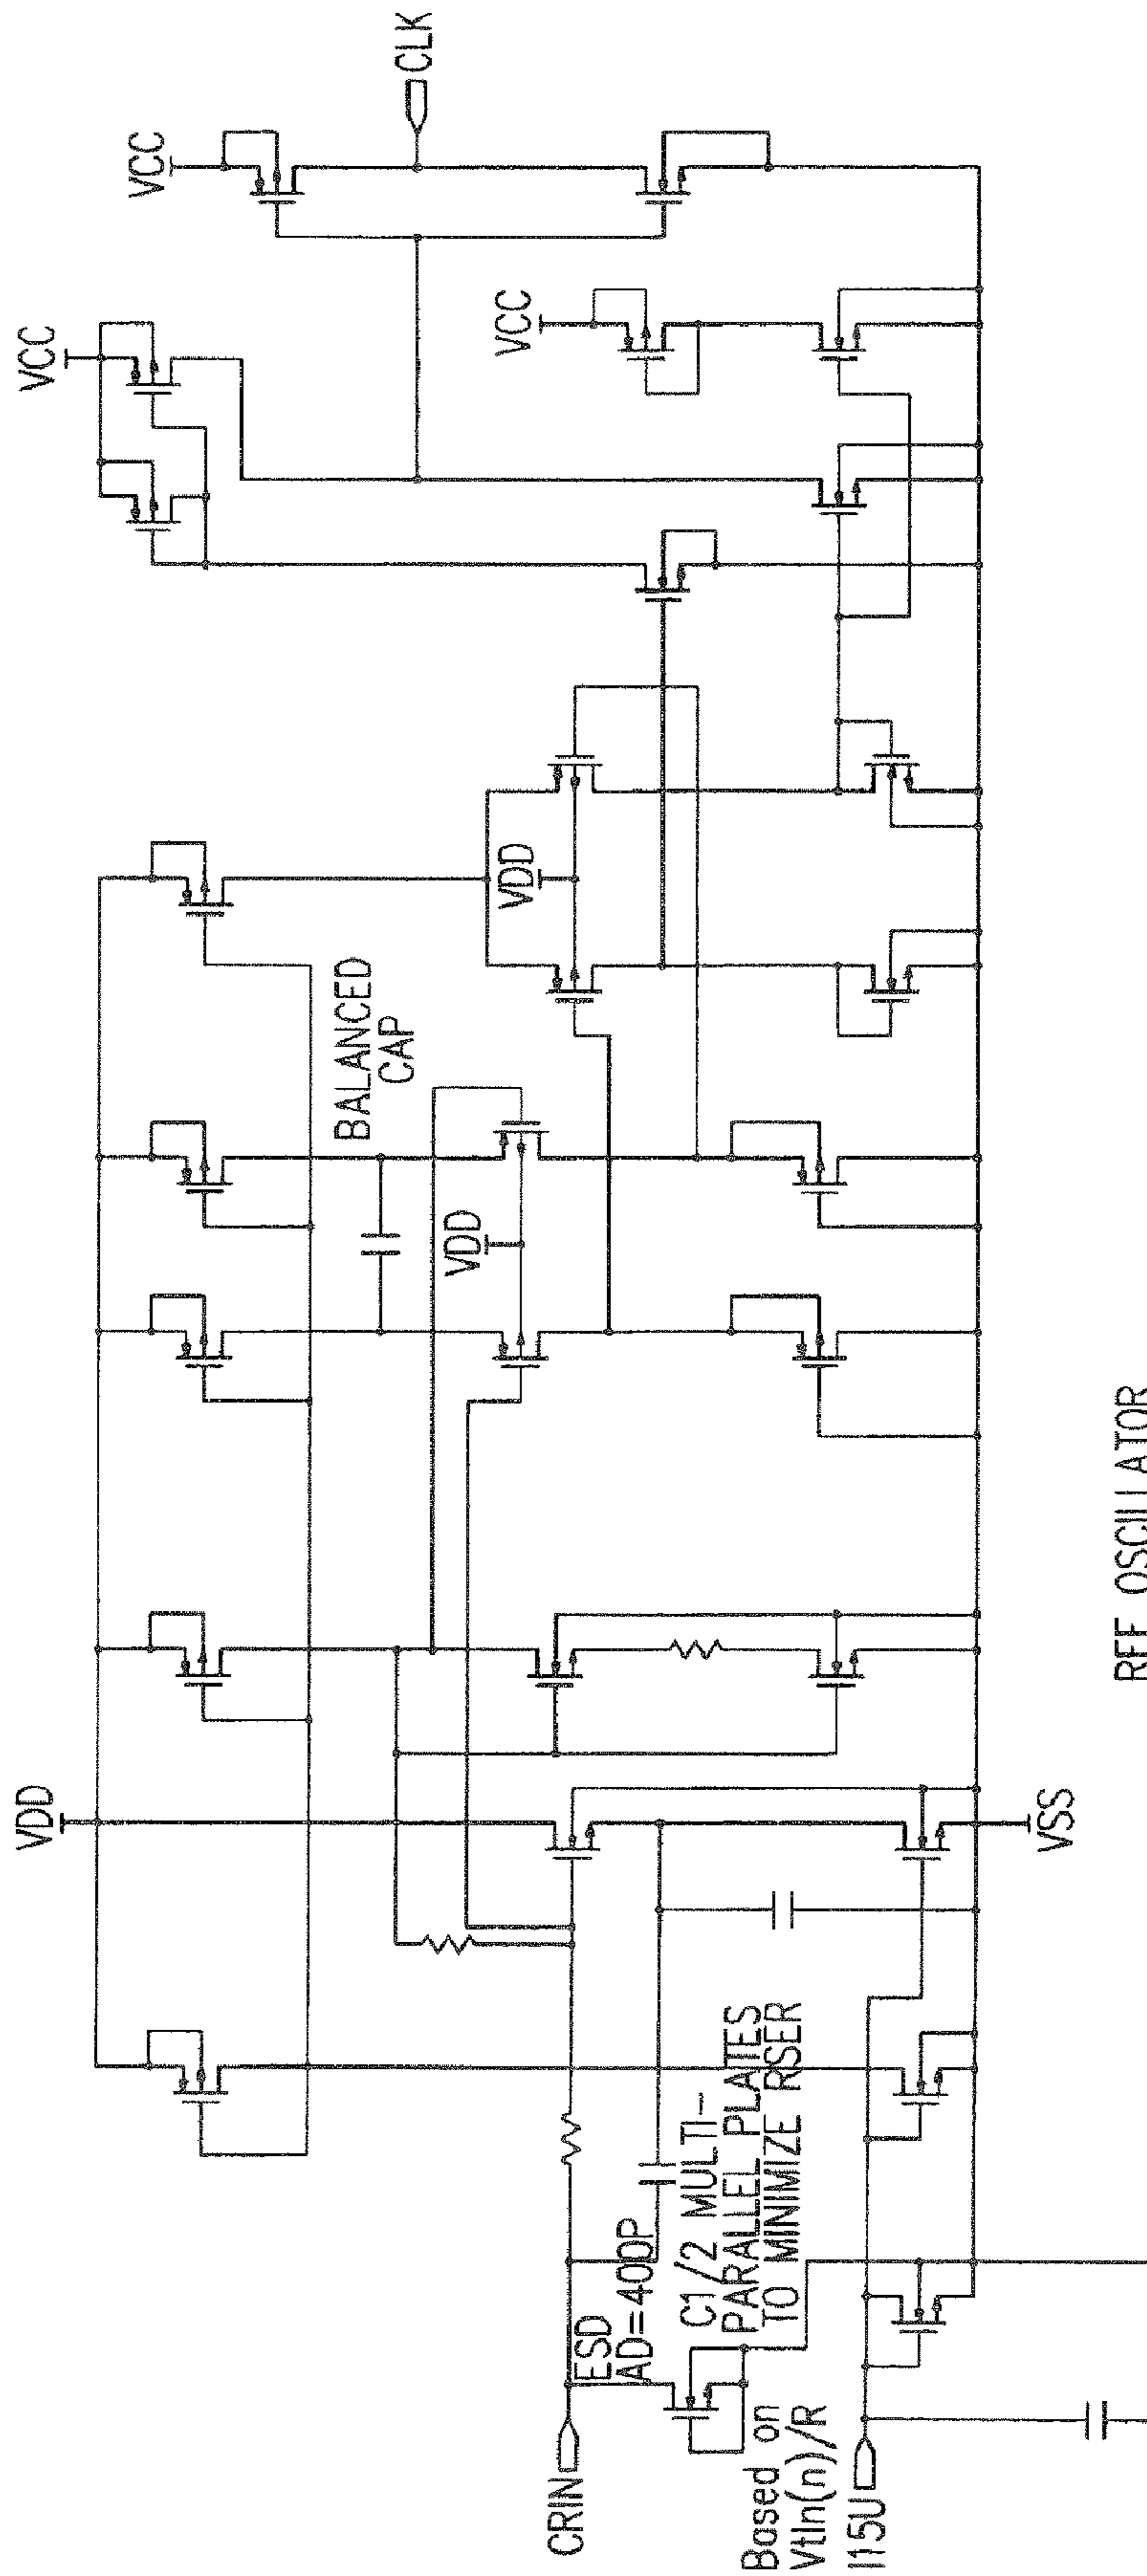 VDD
VCC
VCC
CLK
BALANCED
CAP
VDD
VDD
VCC
CRIN
ESD
AD=400P
C1/2 MULTI-
PARALLEL PLATES
TO MINIMIZE RSER
Based on
Vtln(n)/R
I15U
VSS
REF OSCILLATOR